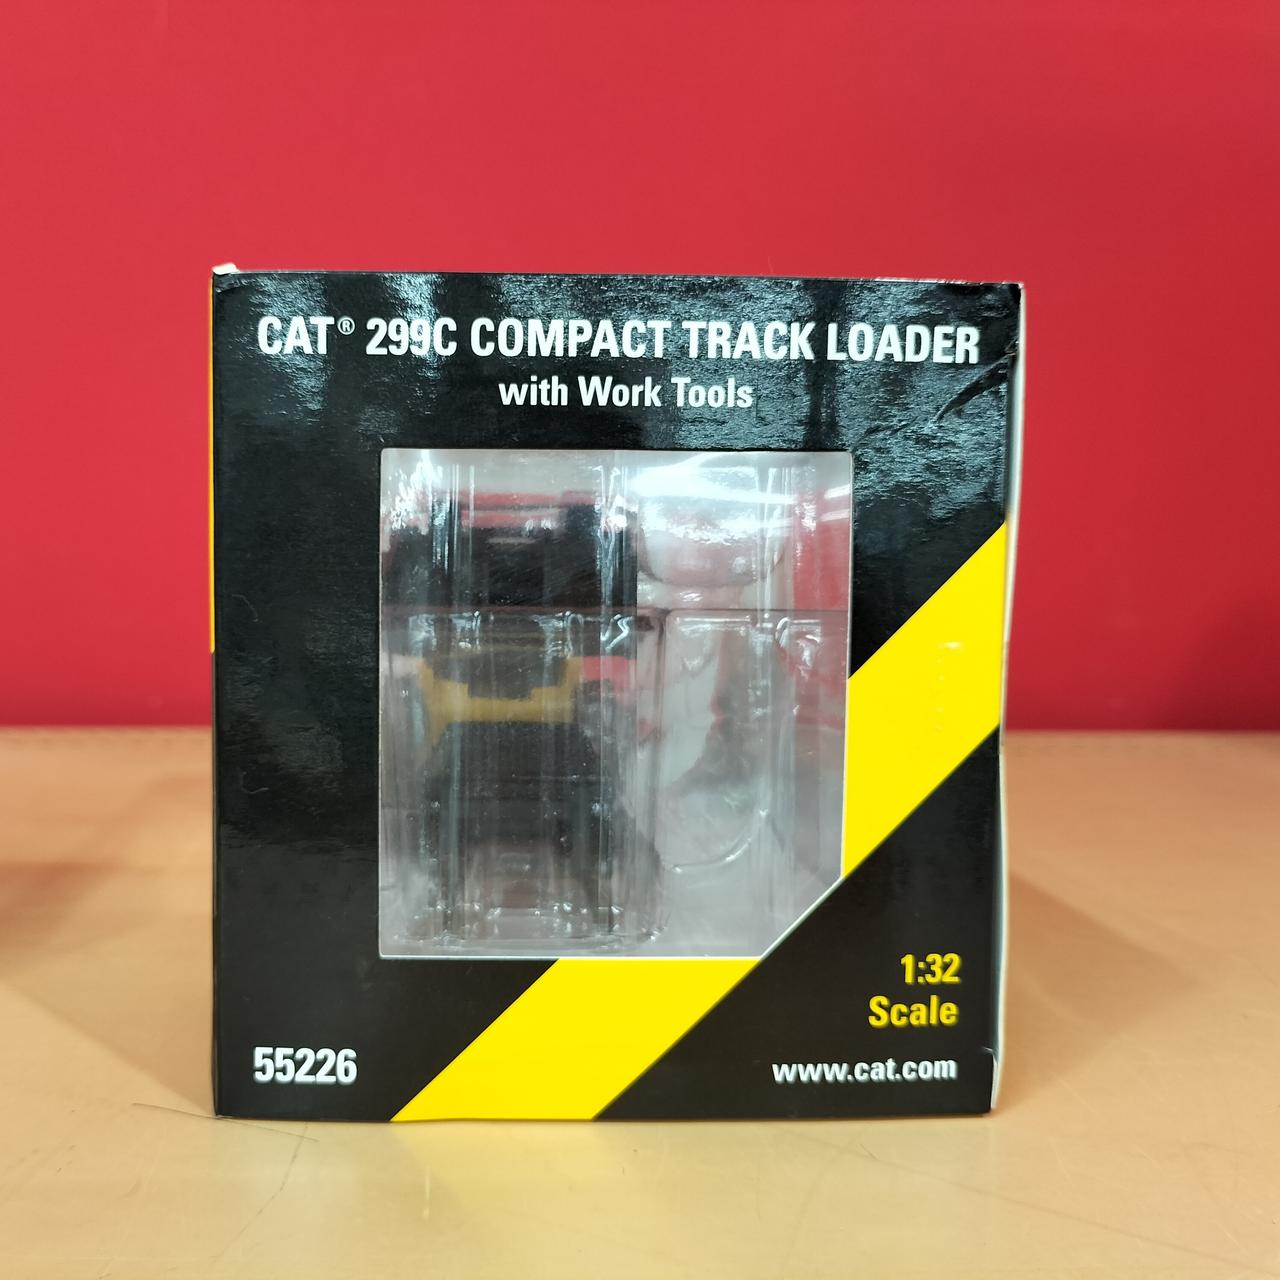 CAT® 299C COMPACT TRACK LOADER
with Work Tools
1:32
Scale
55226
www.cat.com